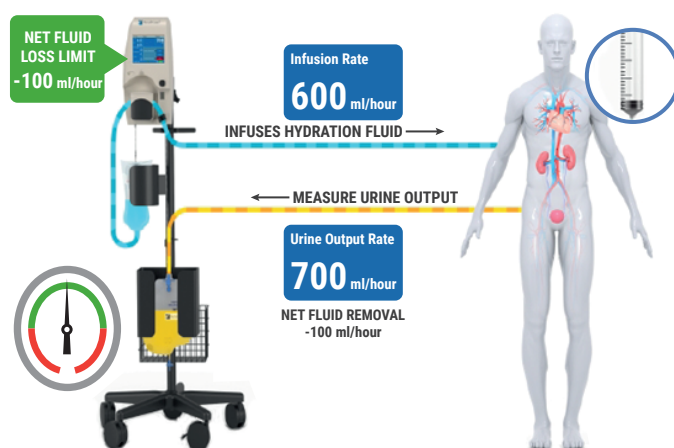 NET FLUID
LOSS LIMIT
-100 ml/hour
Infusion Rate
600
ml/hour
INFUSES HYDRATION FLUID
MEASURE URINE OUTPUT
Urine Output Rate
700
ml/hour
NET FLUID REMOVAL
-100 ml/hour